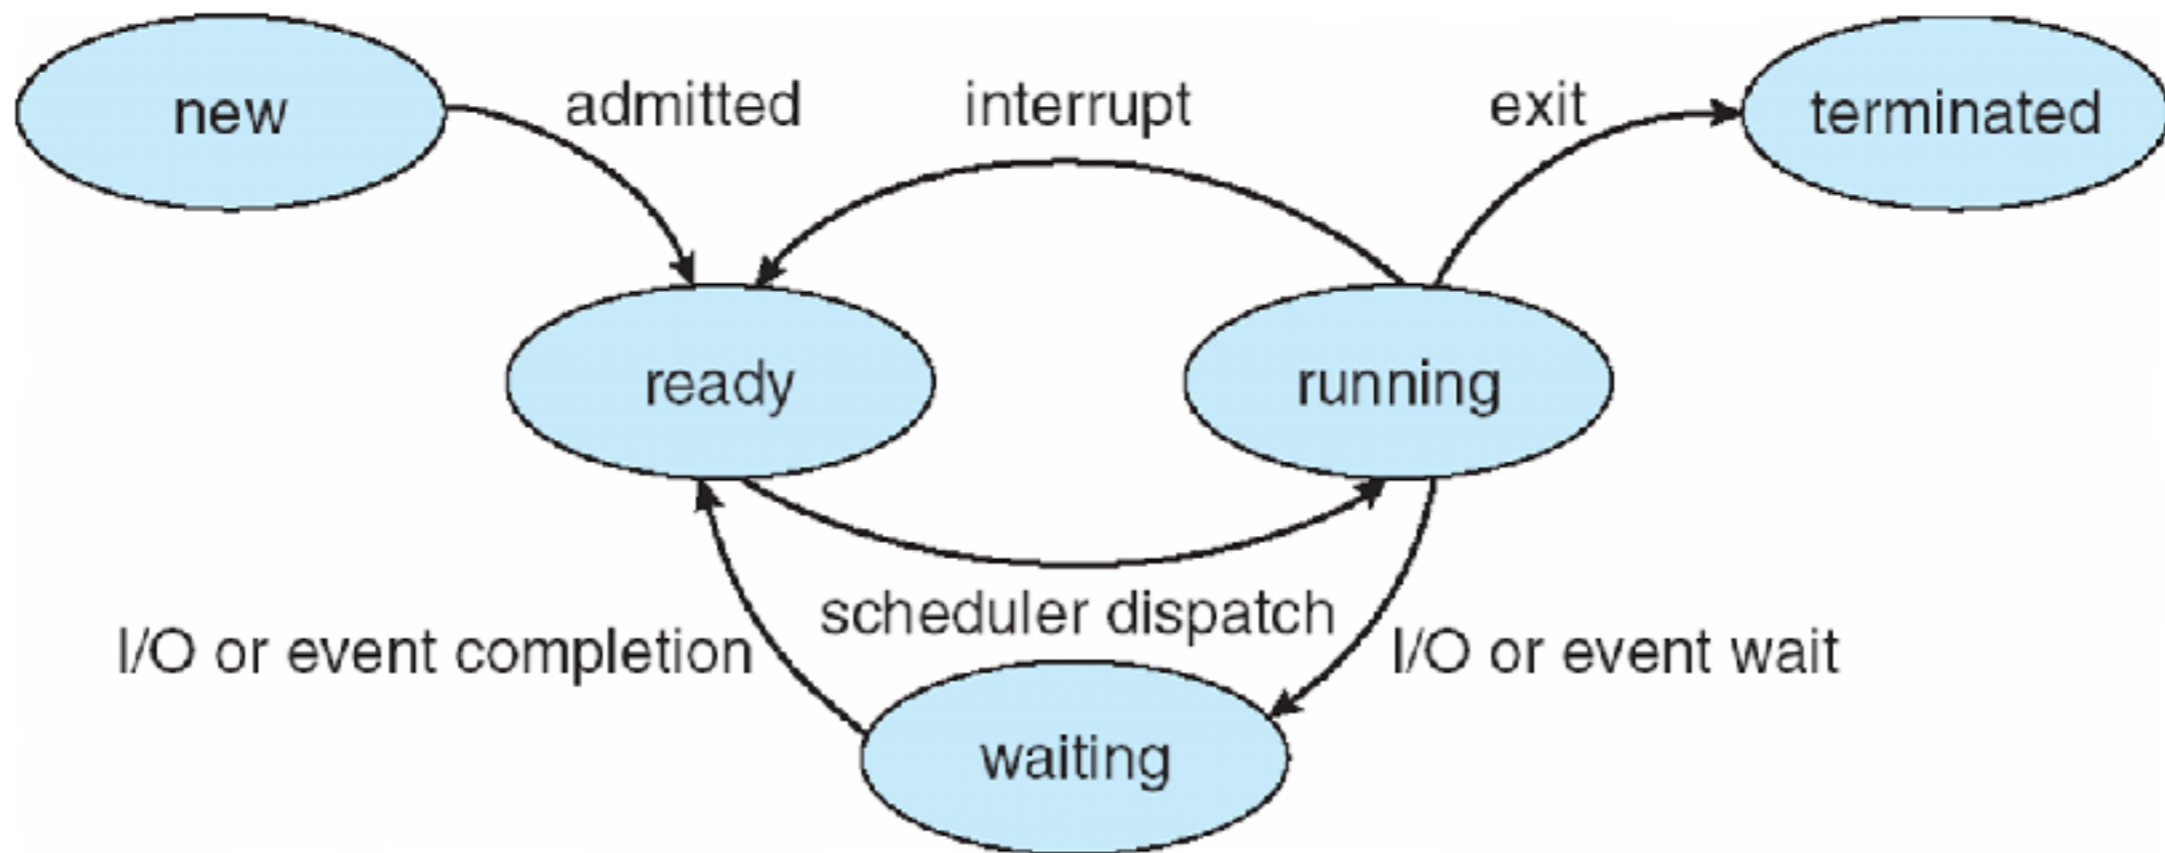 new
admitted
interrupt
exit
terminated
ready
running
scheduler dispatch
I/O or event completion
I/O or event wait
waiting